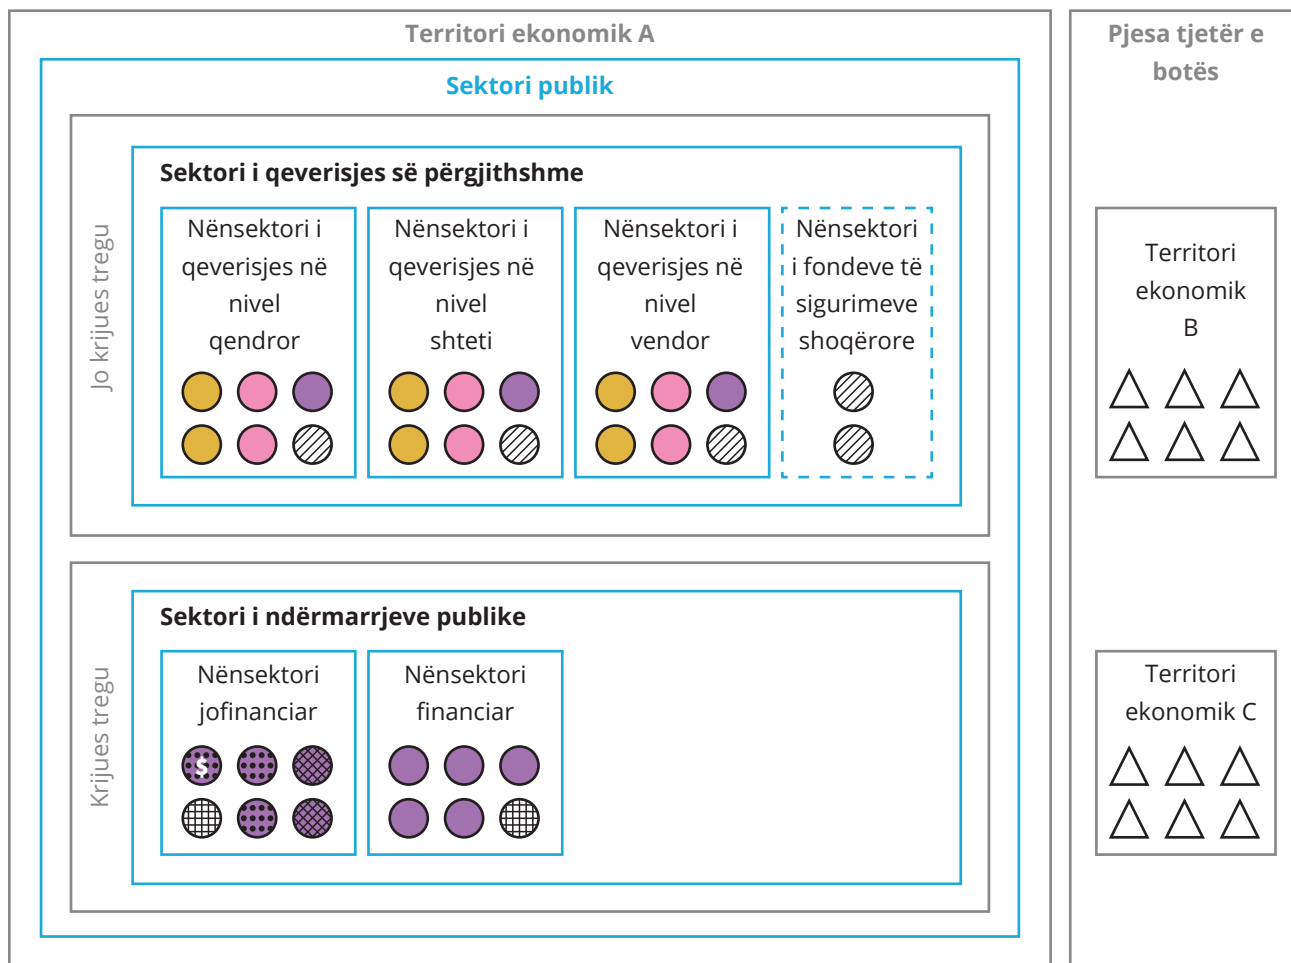 Territori ekonomik A
Sektori publik
Jo krijues tregu
Sektori i qeverisjes së përgjithshme
Nënsektori i
qeverisjes në
nivel
qendror
Nënsektori i
qeverisjes në
nivel
shteti
Nënsektori i
qeverisjes në
nivel
vendor
Nënsektori
i fondeve të
sigurimeve
shoqërore
Krijues tregu
Sektori i ndërmarrjeve publike
Nënsektori
jofinanciar
$
Nënsektori
financiar
Pjesa tjetër e
botës
Territori
ekonomik
B
Territori
ekonomik C